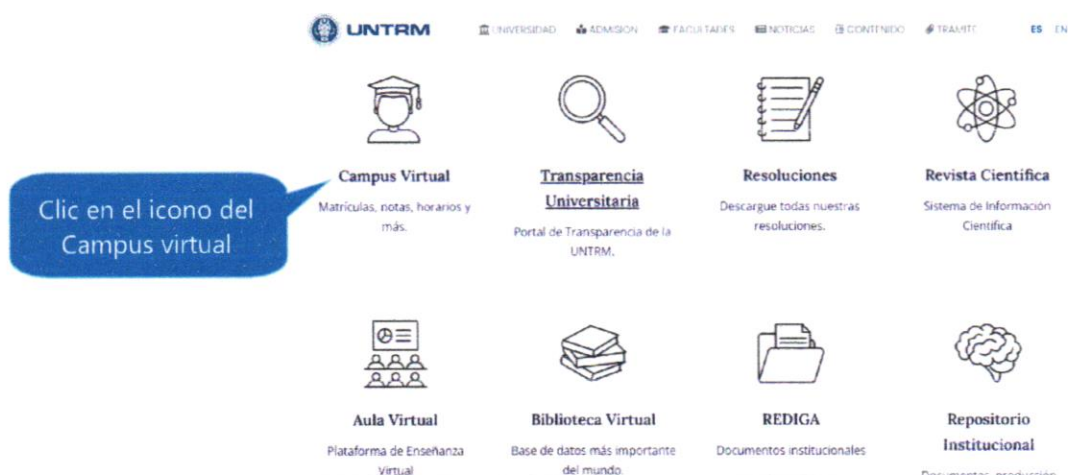 UNTRM
UNIVERSIDAD ADMISION FACULTADES NOTICIAS CONTENIDO TRAMITE ES EN
Clic en el icono del
Campus virtual
Campus Virtual
Matrículas, notas, horarios y
más.
Transparencia
Universitaria
Portal de Transparencia de la
UNTRM.
Resoluciones
Descargue todas nuestras
resoluciones.
Revista Científica
Sistema de Información
Científica
Aula Virtual
Plataforma de Enseñanza
Virtual
Biblioteca Virtual
Base de datos más importante
del mundo.
REDIGA
Documentos institucionales
Repositorio
Institucional
Documentos, producción